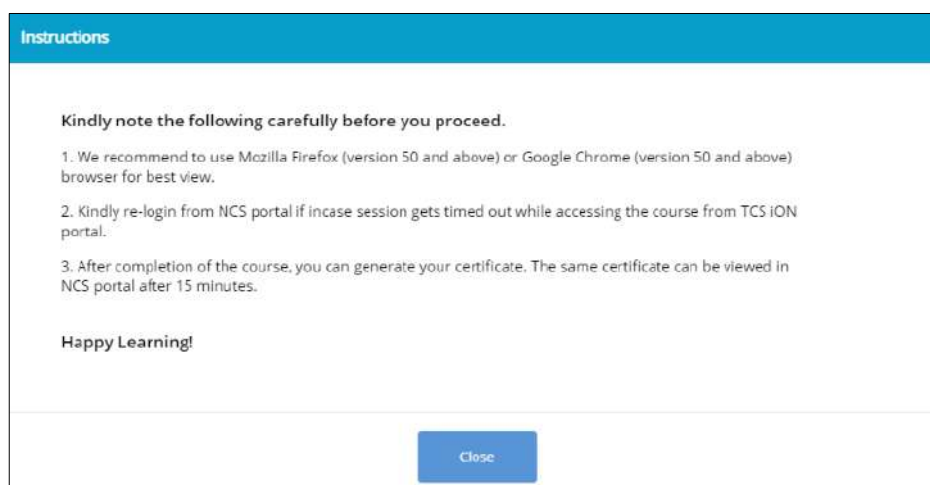 Instructions
Kindly note the following carefully before you proceed.
1. We recommend to use Mozilla Firefox (version 50 and above) or Google Chrome (version 50 and above)
browser for best view.
2. Kindly re-login from NCS portal if incase session gets timed out while accessing the course from TCS iON
portal.
3. After completion of the course, you can generate your certificate. The same certificate can be viewed in
NCS portal after 15 minutes.
Happy Learning!
Close